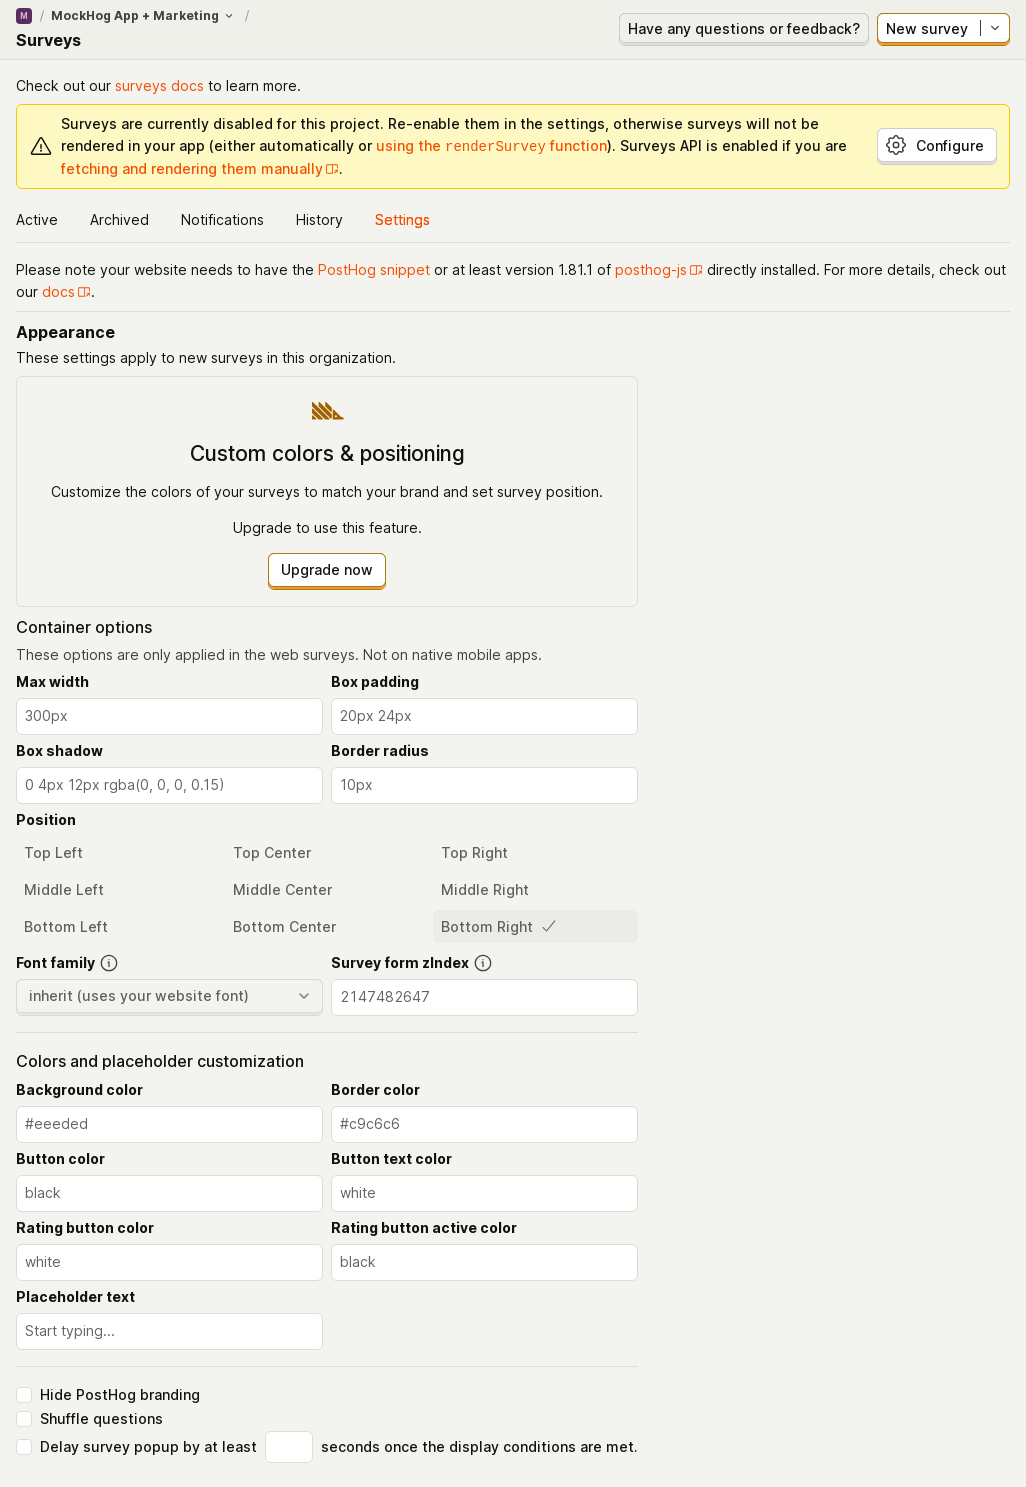 M / MockHog App + Marketing /
Surveys
Have any questions or feedback?
New survey
Check out our surveys docs to learn more.
Surveys are currently disabled for this project. Re-enable them in the settings, otherwise surveys will not be
rendered in your app (either automatically or using the renderSurvey function). Surveys API is enabled if you are
fetching and rendering them manually.
Configure
Active Archived Notifications History Settings
Please note your website needs to have the PostHog snippet or at least version 1.81.1 of posthog-js directly installed. For more details, check out
our docs.
Appearance
These settings apply to new surveys in this organization.
Custom colors & positioning
Customize the colors of your surveys to match your brand and set survey position.
Upgrade to use this feature.
Upgrade now
Container options
These options are only applied in the web surveys. Not on native mobile apps.
Max width Box padding
300px 20px 24px
Box shadow Border radius
0 4px 12px rgba(0, 0, 0, 0.15) 10px
Position
Top Left Top Center Top Right
Middle Left Middle Center Middle Right
Bottom Left Bottom Center Bottom Right
Font family Survey form zIndex
inherit (uses your website font) 2147482647
Colors and placeholder customization
Background color Border color
#eeeded #c9c6c6
Button color Button text color
black white
Rating button color Rating button active color
white black
Placeholder text
Start typing...
Hide PostHog branding
Shuffle questions
Delay survey popup by at least seconds once the display conditions are met.